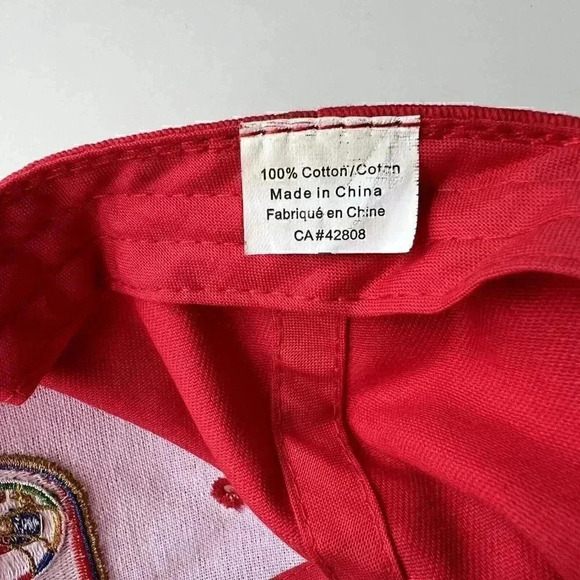 100% Cotton/Coton
Made in China
Fabriqué en Chine
CA#42808